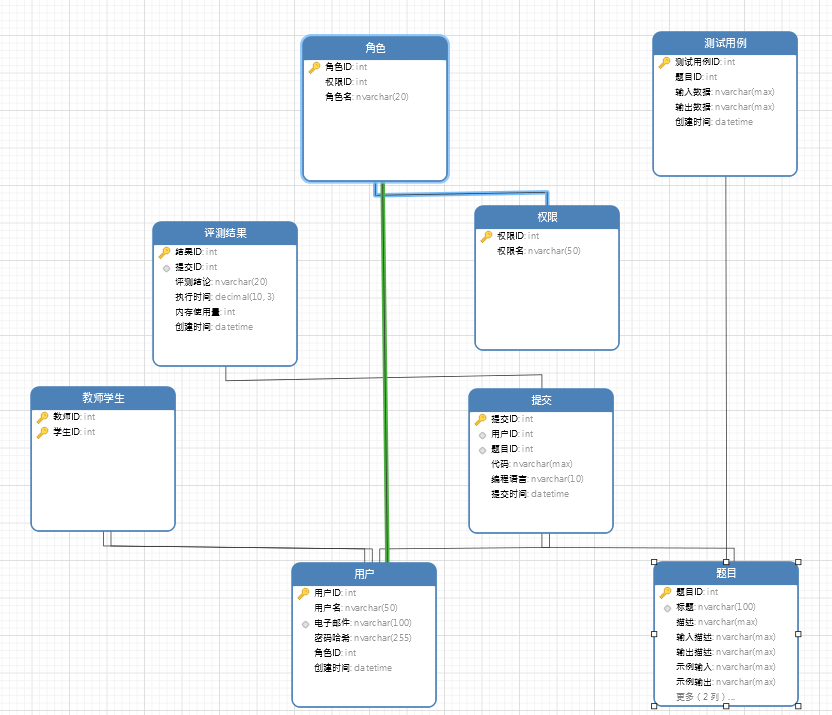 角色
角色ID: int
权限ID: int
角色名: nvarchar(20)
测试用例
测试用例ID: int
题目ID: int
输入数据: nvarchar(max)
输出数据: nvarchar(max)
创建时间: datetime
评测结果
结果ID: int
提交ID: int
评测结论: nvarchar(20)
执行时间: decimal(10, 3)
内存使用量: int
创建时间: datetime
权限
权限ID: int
权限名: nvarchar(50)
教师学生
教师ID: int
学生ID: int
提交
提交ID: int
用户ID: int
题目ID: int
代码: nvarchar(max)
编程语言: nvarchar(10)
提交时间: datetime
用户
用户ID: int
用户名: nvarchar(50)
电子邮件: nvarchar(100)
密码哈希: nvarchar(255)
角色ID: int
创建时间: datetime
题目
题目ID: int
标题: nvarchar(100)
描述: nvarchar(max)
输入描述: nvarchar(max)
输出描述: nvarchar(max)
示例输入: nvarchar(max)
示例输出: nvarchar(max)
更多（2 列）...